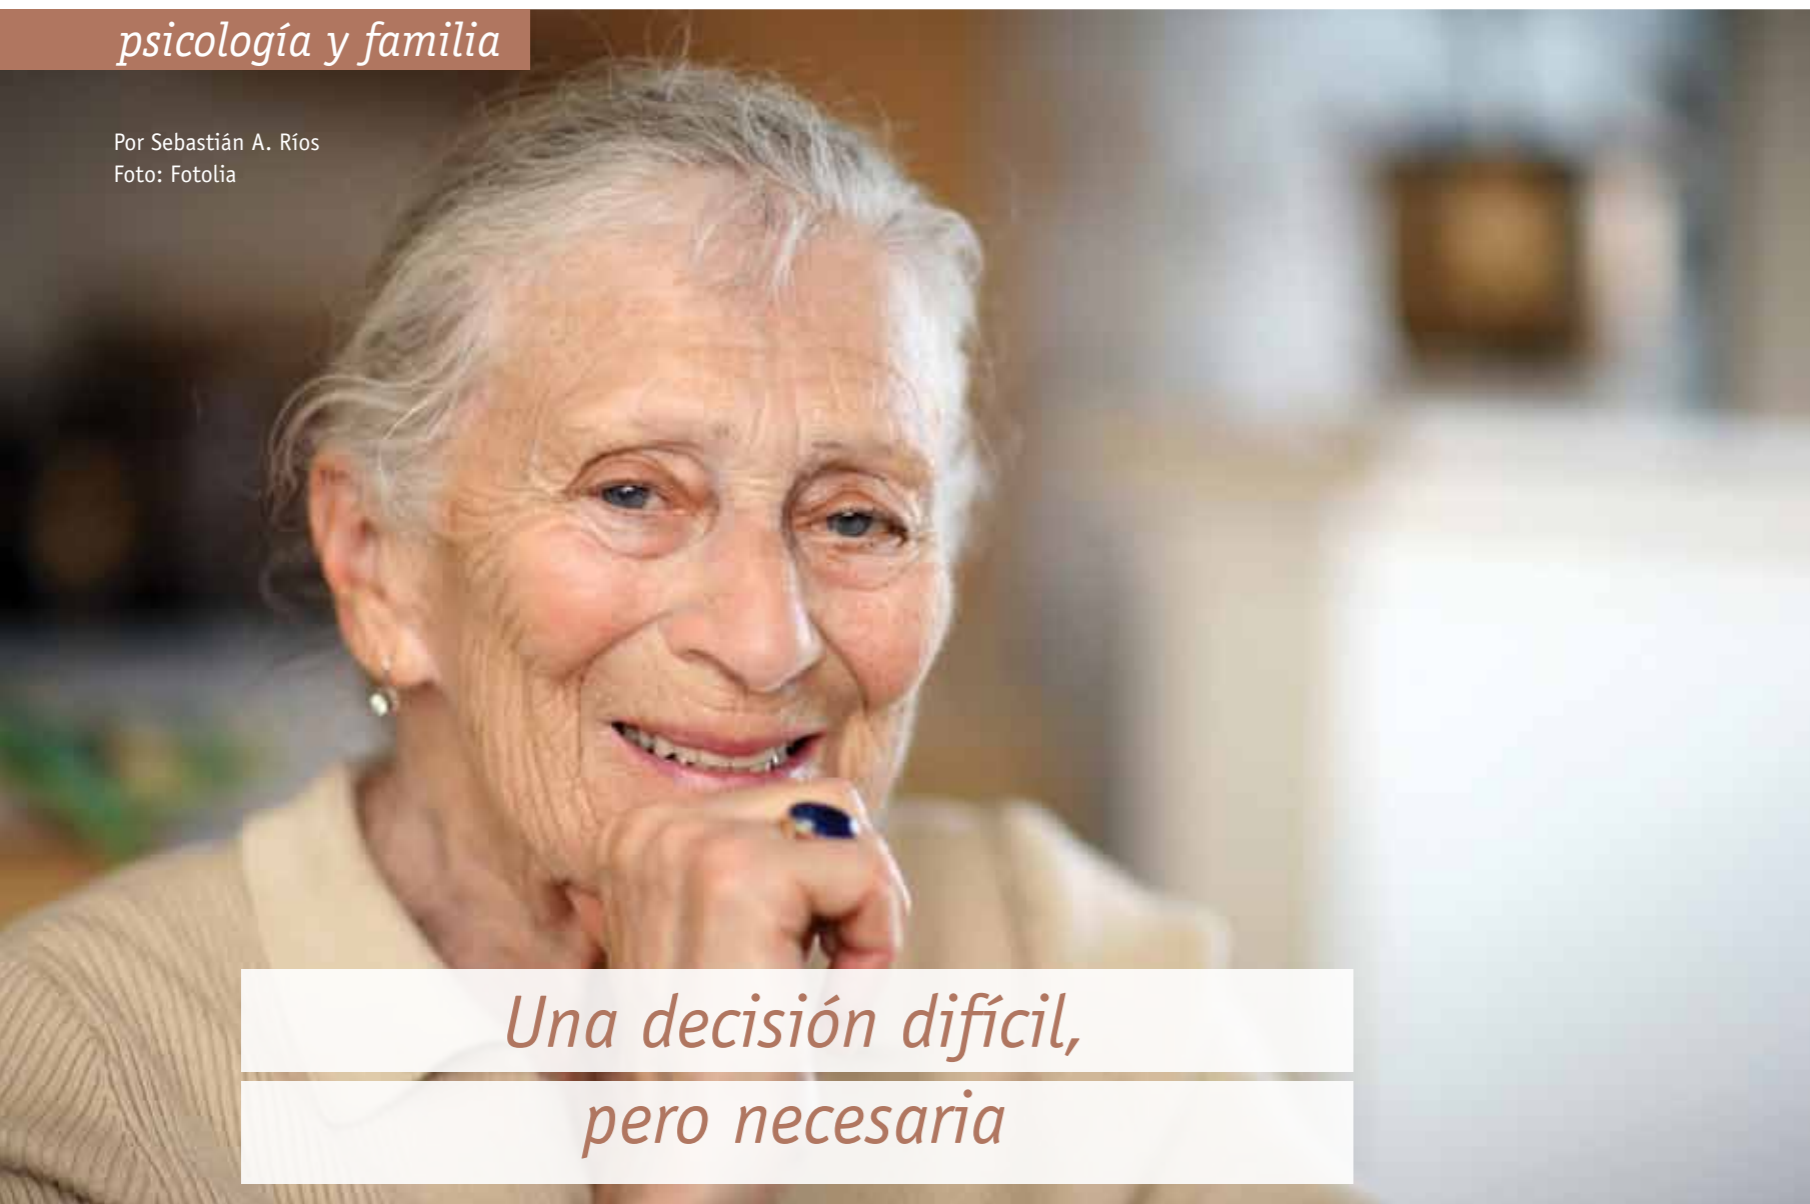 psicología y familia
Por Sebastián A. Ríos
Foto: Fotolia
Una decisión difícil,
pero necesaria